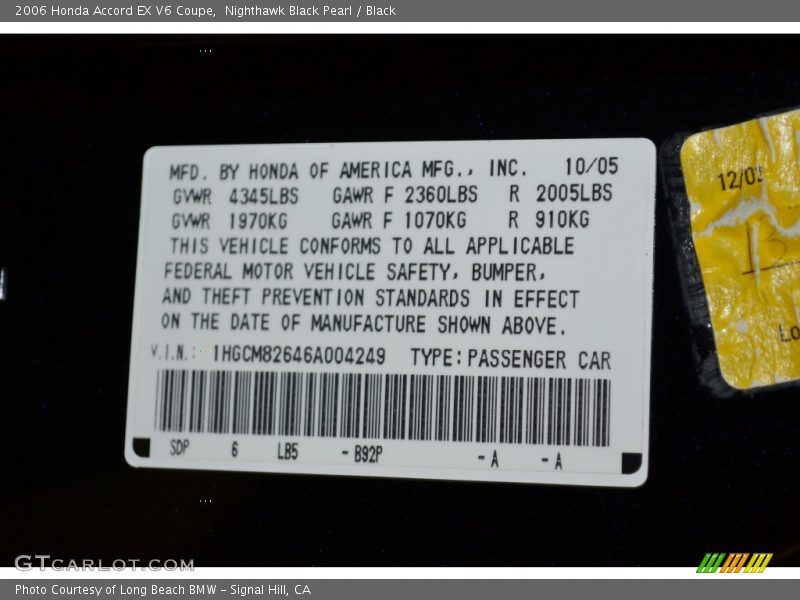 2006 Honda Accord EX V6 Coupe,  Nighthawk Black Pearl / Black
MFD. BY HONDA OF AMERICA MFG., INC. 10/05
GVWR 4345LBS GAWR F 2360LBS R 2005LBS
GVWR 1970KG GAWR F 1070KG R 910KG
THIS VEHICLE CONFORMS TO ALL APPLICABLE
FEDERAL MOTOR VEHICLE SAFETY, BUMPER,
AND THEFT PREVENTION STANDARDS IN EFFECT
ON THE DATE OF MANUFACTURE SHOWN ABOVE.
V.I.N.: 1HGCM82646A004249 TYPE:PASSENGER CAR
SDP 6 LB5 -B92P -A -A
GTCARLOT.COM
Photo Courtesy of Long Beach BMW - Signal Hill, CA